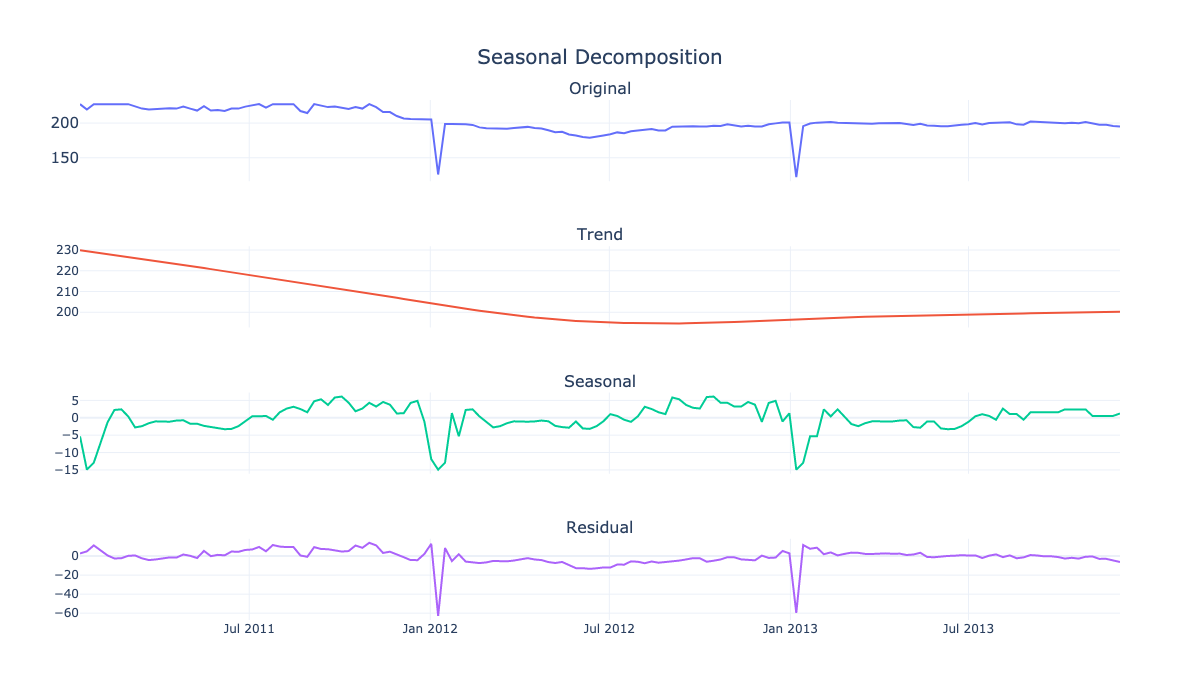 Seasonal Decomposition
Original
200
150
Trend
230
220
210
200
Seasonal
5
0
−5
−10
−15
Residual
0
−20
−40
−60
Jul 2011 Jan 2012 Jul 2012 Jan 2013 Jul 2013